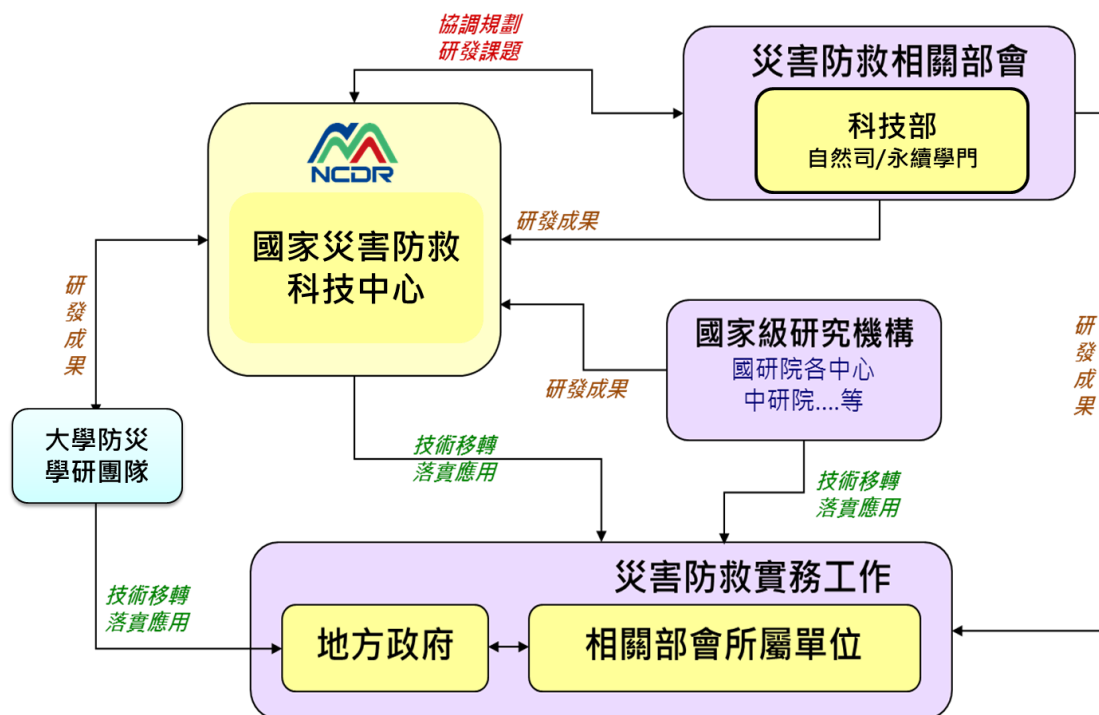 協調規劃
研發課題
災害防救相關部會
科技部
自然司/永續學門
NCDR
國家災害防救
科技中心
研發成果
研發成果
國家級研究機構
國研院各中心
中研院....等
研發成果
研發成果
大學防災
學研團隊
技術移轉
落實應用
技術移轉
落實應用
技術移轉
落實應用
災害防救實務工作
地方政府
相關部會所屬單位